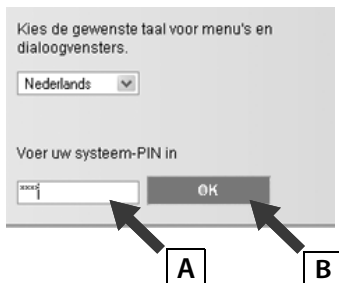 Kies de gewenste taal voor menu's en
dialoogvensters.
Nederlands
Voer uw systeem-PIN in
****
OK
A
B